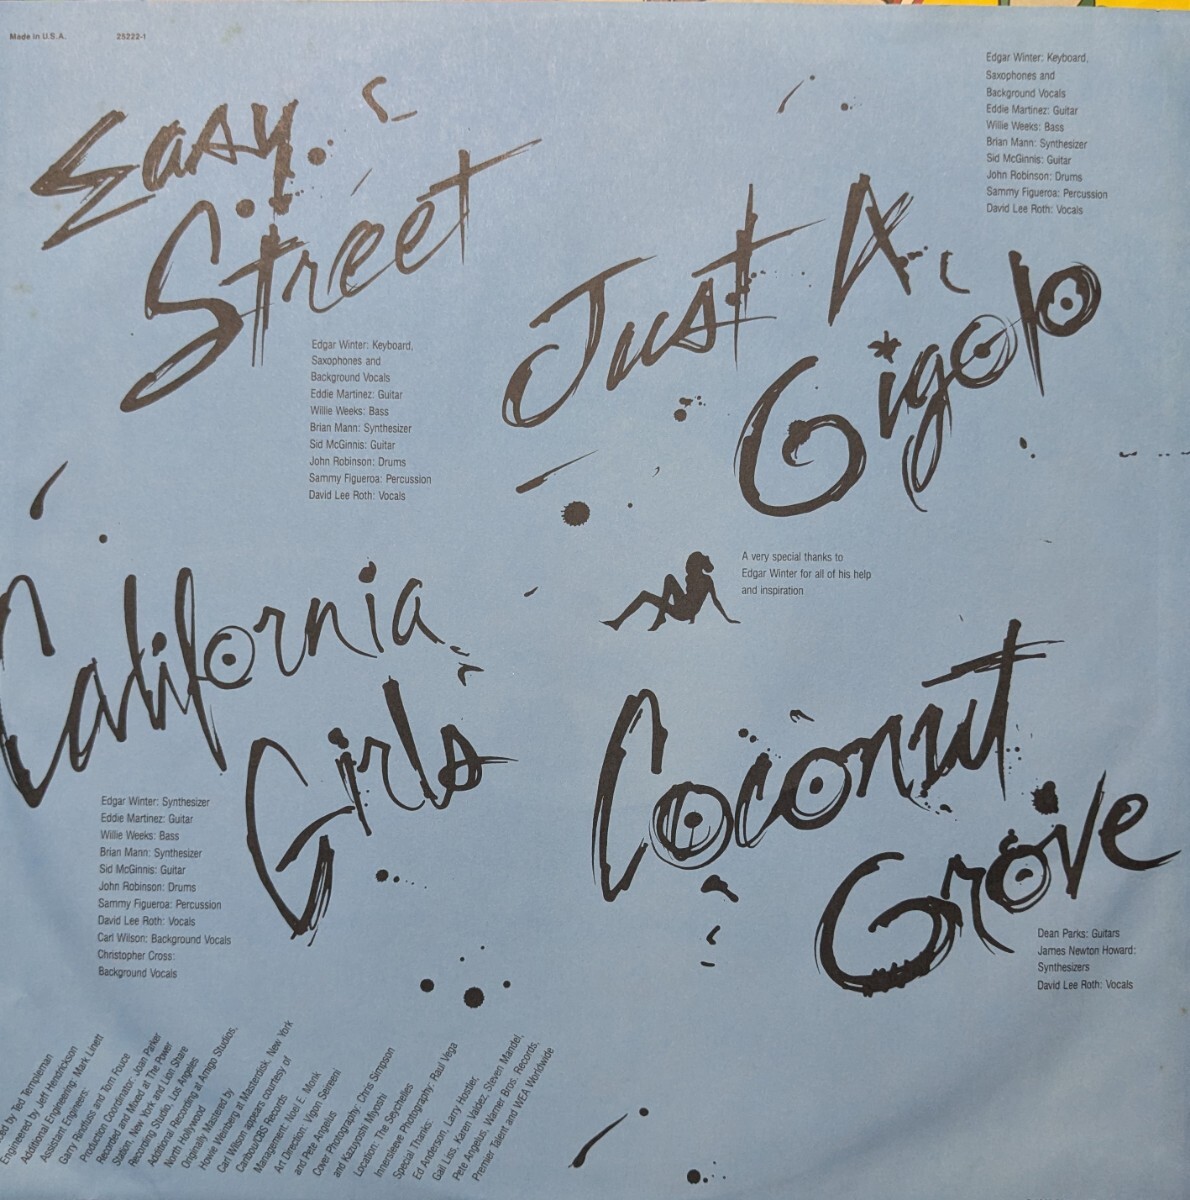 Made in U.S.A. 25222-1
Easy
Street
Edgar Winter: Keyboard,
Saxophones and
Background Vocals
Eddie Martinez: Guitar
Willie Weeks: Bass
Brian Mann: Synthesizer
Sid McGinnis: Guitar
John Robinson: Drums
Sammy Figueroa: Percussion
David Lee Roth: Vocals
Just A
Gigolo
Edgar Winter: Keyboard,
Saxophones and
Background Vocals
Eddie Martinez: Guitar
Willie Weeks: Bass
Brian Mann: Synthesizer
Sid McGinnis: Guitar
John Robinson: Drums
Sammy Figueroa: Percussion
David Lee Roth: Vocals
A very special thanks to
Edgar Winter for all of his help
and inspiration
California
Girls
Edgar Winter: Synthesizer
Eddie Martinez: Guitar
Willie Weeks: Bass
Brian Mann: Synthesizer
Sid McGinnis: Guitar
John Robinson: Drums
Sammy Figueroa: Percussion
David Lee Roth: Vocals
Carl Wilson: Background Vocals
Christopher Cross:
Background Vocals
Coconut
Grove
Dean Parks: Guitars
James Newton Howard:
Synthesizers
David Lee Roth: Vocals
by Ted Templeman
Engineered by Jeff Hendrickson
Additional Engineering: Mark Linett
Assistant Engineers:
Garry Rindfuss and Tom Fouce
Production Coordinator: Joan Parker
Recorded and Mixed at The Power
Station, New York and Lion Share
Recording Studio, Los Angeles
Additional Recording at Amigo Studios,
North Hollywood
Originally Mastered by
Howie Weinberg at Masterdisk, New York
Carl Wilson appears courtesy of
Caribou/CBS Records
Management: Noel E. Monk
Art Direction: Vigon Seireeni
and Pete Angelus
Cover Photography: Chris Simpson
and Kazuyoshi Miyoshi
Location: The Seychelles
Innersleeve Photography: Raul Vega
Special Thanks:
Ed Anderson, Larry Hostler,
Gail Liss, Karen Valdez, Steven Mandel,
Pete Angelus, Warner Bros. Records,
Premier Talent and WEA Worldwide